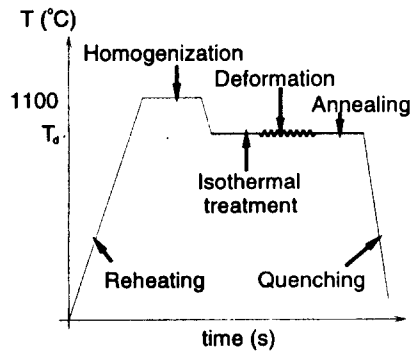 T (°C)
Homogenization
Deformation
1100
Annealing
T_d
Isothermal
treatment
Reheating
Quenching
time (s)